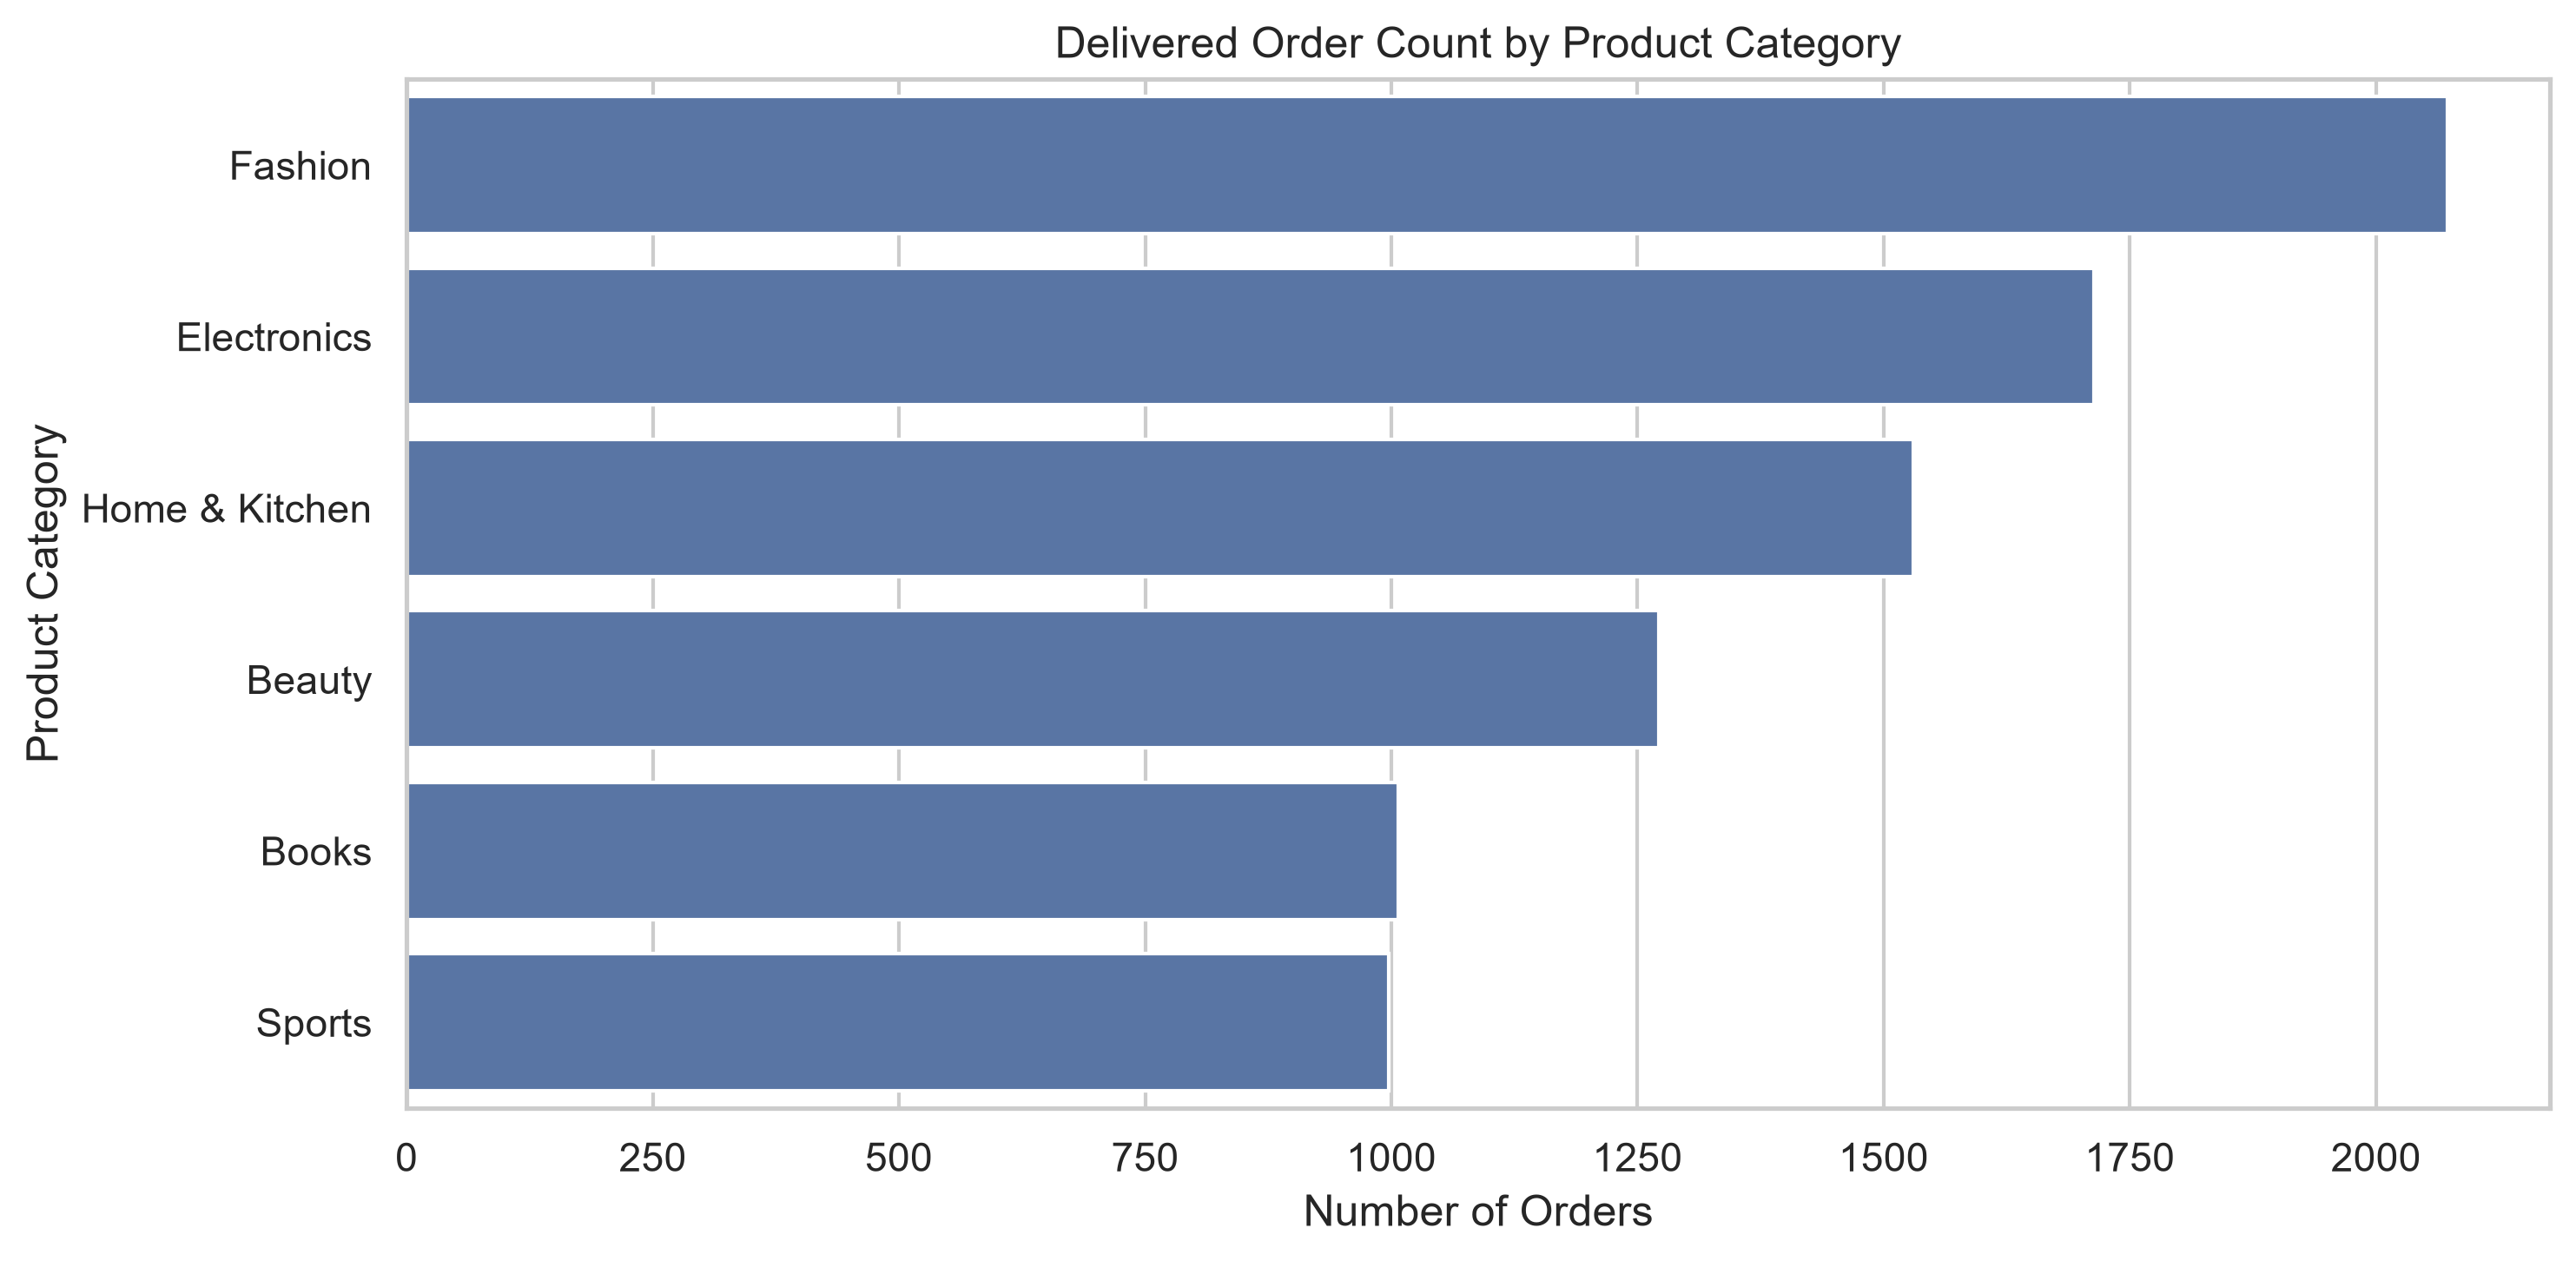 Delivered Order Count by Product Category
Product Category
Fashion
Electronics
Home & Kitchen
Beauty
Books
Sports
0 250 500 750 1000 1250 1500 1750 2000
Number of Orders